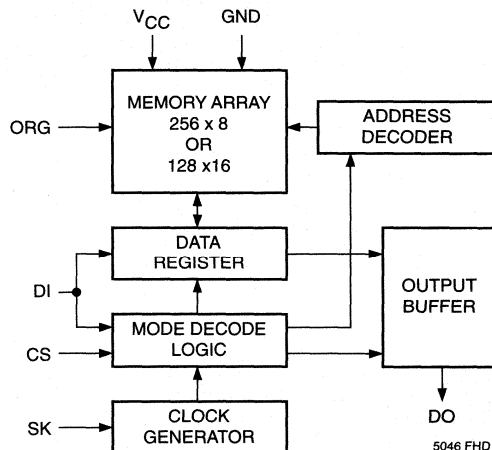 VCC GND
MEMORY ARRAY
256 x 8
OR
128 x16
ORG
ADDRESS
DECODER
DATA
REGISTER
DI
OUTPUT
BUFFER
MODE DECODE
LOGIC
CS
CLOCK
GENERATOR
SK
DO
5046 FHD